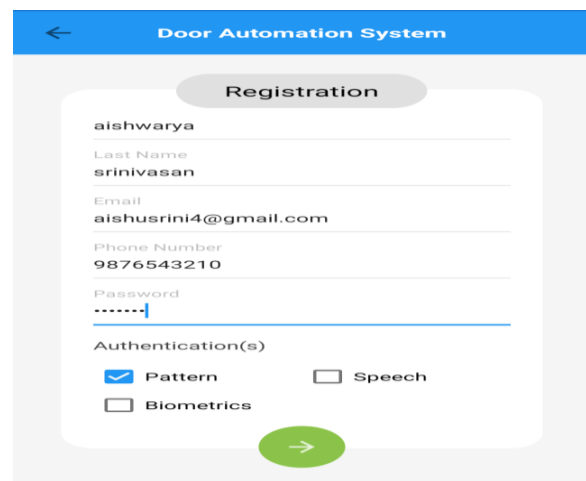 Door Automation System
Registration
aishwarya
Last Name
srinivasan
Email
aishusrini4@gmail.com
Phone Number
9876543210
Password
·······
Authentication(s)
Pattern Speech
Biometrics